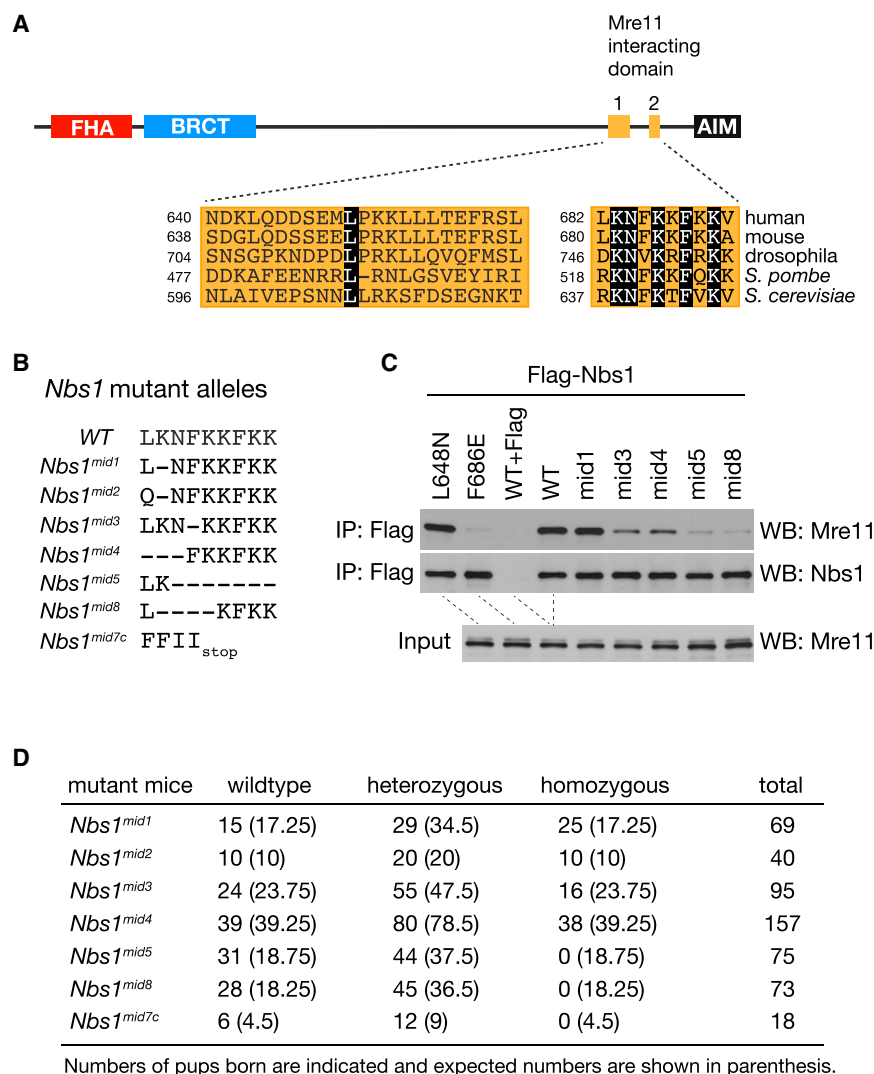 A
Mre11
interacting
domain
1 2
FHA BRCT AIM
640 NDKLQDDSEMLPKKLLLTEFRSL 682 LKNFKKFKKV human
638 SDGLQDSSEMLPRKLLLTEFRSL 680 LKNFKKFKKA mouse
704 SNSGPKNDPDLPRKLLQVQFMSL 746 DKNVKRFRKK drosophila
477 DDKAFEENRRL-RNLGSVEYIRI 518 RKNFKKFQKK S. pombe
596 NLAIVEPSNNLLRKSFDSEGNKT 637 RKNFKTFVKV S. cerevisiae
B
Nbs1 mutant alleles
WT LKNFKKFKK
Nbs1mid1 L-NFKKFKK
Nbs1mid2 Q-NFKKFKK
Nbs1mid3 LKN-KKFKK
Nbs1mid4 ---FKKFKK
Nbs1mid5 LK-------
Nbs1mid8 L----KFKK
Nbs1mid7c FFIIstop
C
Flag-Nbs1
L648N F686E WT+Flag WT mid1 mid3 mid4 mid5 mid8
IP: Flag WB: Mre11
IP: Flag WB: Nbs1
Input WB: Mre11
D
mutant mice wildtype heterozygous homozygous total
Nbs1mid1 15 (17.25) 29 (34.5) 25 (17.25) 69
Nbs1mid2 10 (10) 20 (20) 10 (10) 40
Nbs1mid3 24 (23.75) 55 (47.5) 16 (23.75) 95
Nbs1mid4 39 (39.25) 80 (78.5) 38 (39.25) 157
Nbs1mid5 31 (18.75) 44 (37.5) 0 (18.75) 75
Nbs1mid8 28 (18.25) 45 (36.5) 0 (18.25) 73
Nbs1mid7c 6 (4.5) 12 (9) 0 (4.5) 18
Numbers of pups born are indicated and expected numbers are shown in parenthesis.